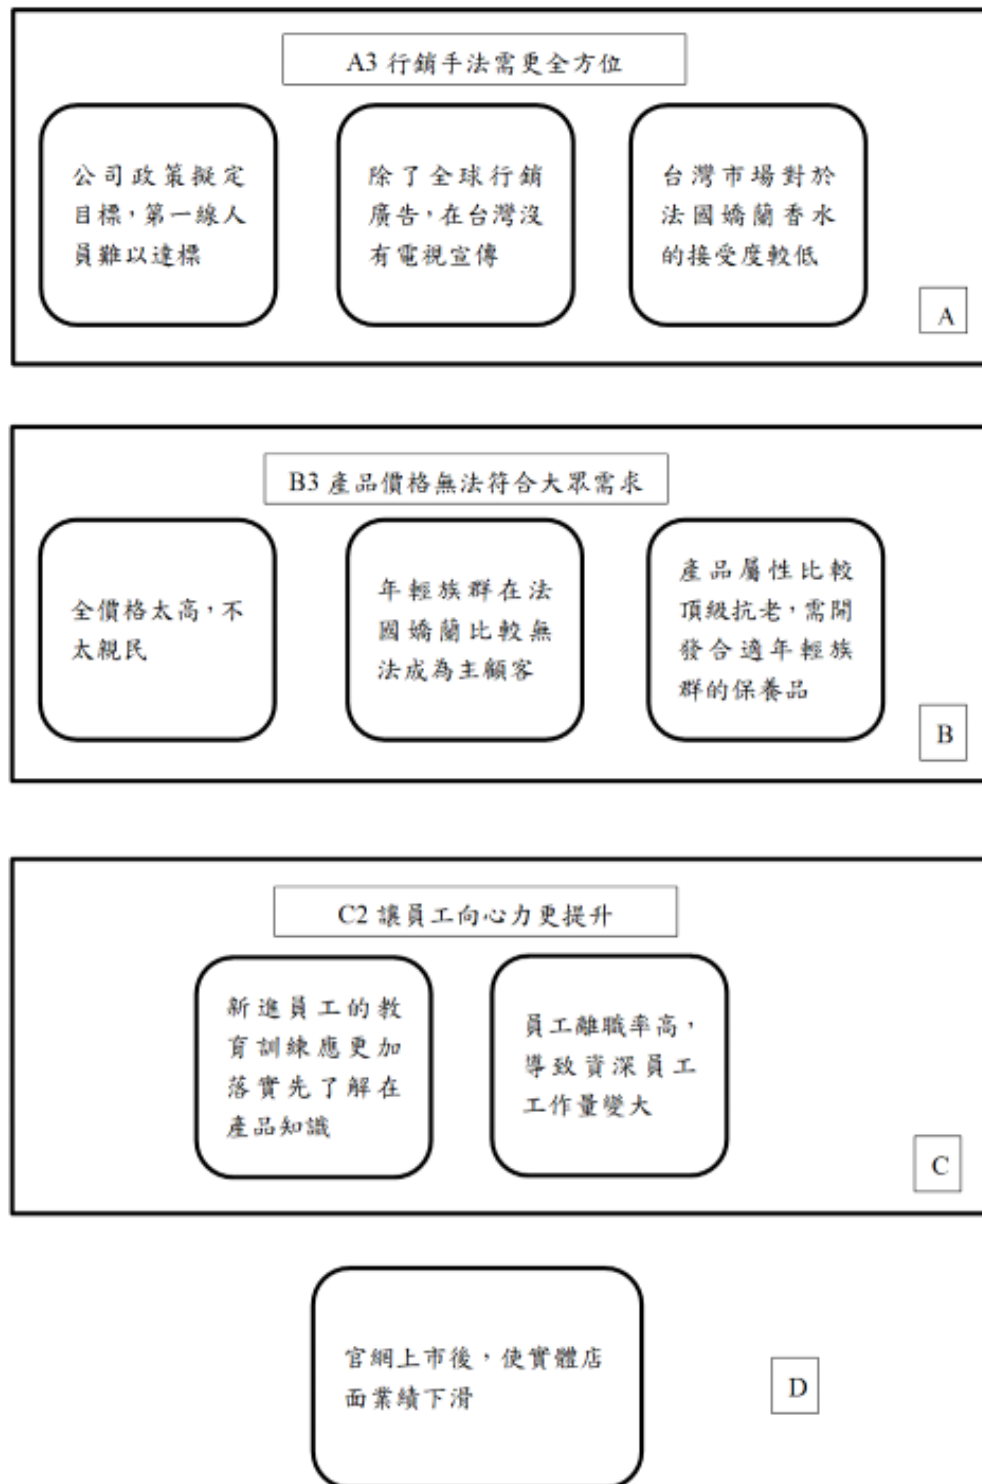 A3 行銷手法需更全方位
公司政策擬定
目標，第一線人
員難以達標
除了全球行銷
廣告，在台灣沒
有電視宣傳
台灣市場對於
法國嬌蘭香水
的接受度較低
A
B3 產品價格無法符合大眾需求
全價格太高，不
太親民
年輕族群在法
國嬌蘭比較無
法成為主顧客
產品屬性比較
頂級抗老，需開
發合適年輕族
群的保養品
B
C2 讓員工向心力更提升
新進員工的教
育訓練應更加
落實先了解在
產品知識
員工離職率高，
導致資深員工
工作量變大
C
官網上市後，使實體店
面業績下滑
D